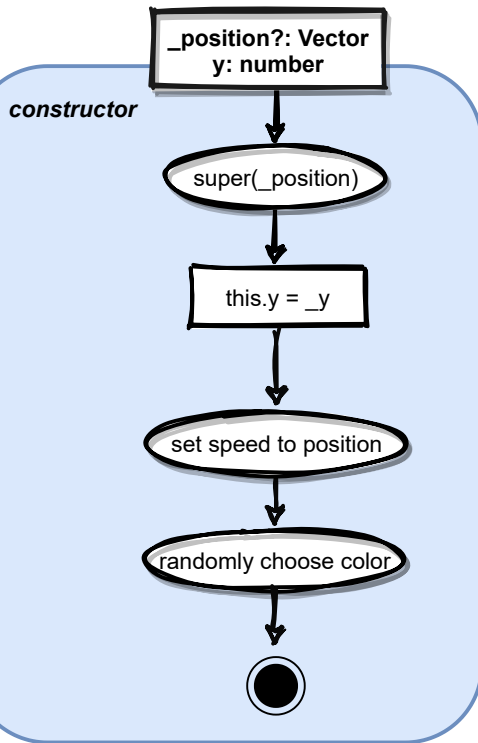 _position?: Vector
y: number
constructor
super(_position)
this.y = _y
set speed to position
randomly choose color